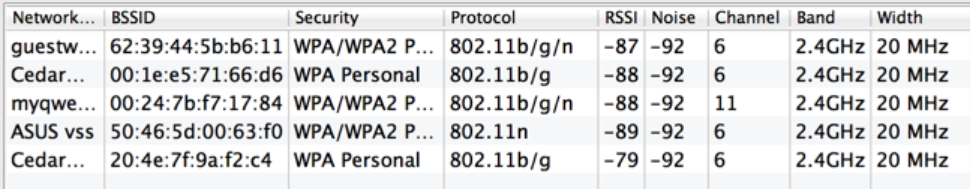 Network... BSSID Security Protocol RSSI Noise Channel Band Width
guestw... 62:39:44:5b:b6:11 WPA/WPA2 P... 802.11b/g/n -87 -92 6 2.4GHz 20 MHz
Cedar... 00:1e:e5:71:66:d6 WPA Personal 802.11b/g -88 -92 6 2.4GHz 20 MHz
myqwe... 00:24:7b:f7:17:84 WPA/WPA2 P... 802.11b/g/n -88 -92 11 2.4GHz 20 MHz
ASUS vss 50:46:5d:00:63:f0 WPA/WPA2 P... 802.11n -89 -92 6 2.4GHz 20 MHz
Cedar... 20:4e:7f:9a:f2:c4 WPA Personal 802.11b/g -79 -92 6 2.4GHz 20 MHz